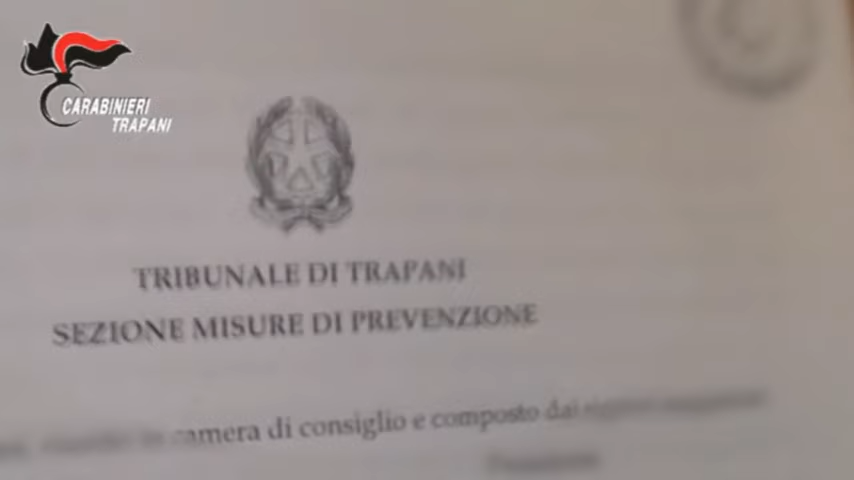 CARABINIERI
TRAPANI
TRIBUNALE DI TRAPANI
SEZIONE MISURE DI PREVENZIONE
camera di consiglio e composto dai